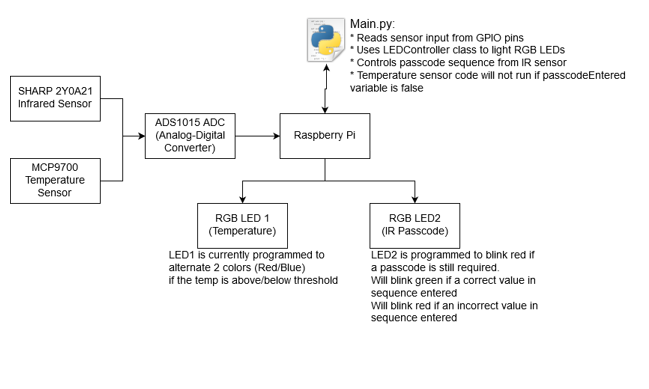 Main.py:
* Reads sensor input from GPIO pins
* Uses LEDController class to light RGB LEDs
* Controls passcode sequence from IR sensor
* Temperature sensor code will not run if passcodeEntered
variable is false
SHARP 2Y0A21
Infrared Sensor
ADS1015 ADC
(Analog-Digital
Converter)
Raspberry Pi
MCP9700
Temperature
Sensor
RGB LED 1
(Temperature)
RGB LED2
(IR Passcode)
LED1 is currently programmed to
alternate 2 colors (Red/Blue)
if the temp is above/below threshold
LED2 is programmed to blink red if
a passcode is still required.
Will blink green if a correct value in
sequence entered
Will blink red if an incorrect value in
sequence entered